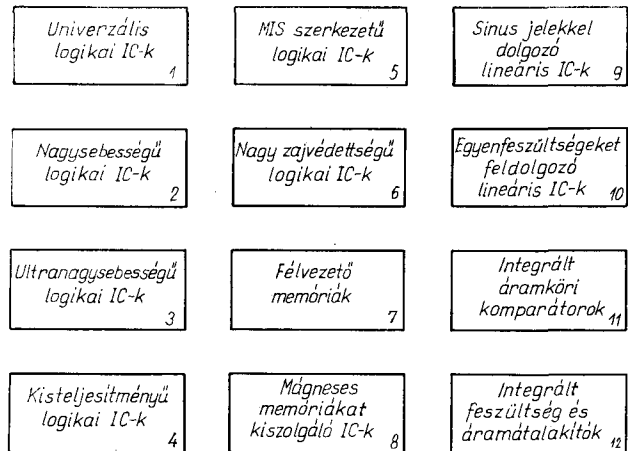 Univerzális
logikai IC-k
1
Nagysebességű
logikai IC-k
2
Ultranagysebességű
logikai IC-k
3
Kisteljesítményű
logikai IC-k
4
MIS szerkezetű
logikai IC-k
5
Nagy zajvédettségű
logikai IC-k
6
Félvezető
memóriák
7
Mágneses
memóriákat
kiszolgáló IC-k
8
Sinus jelekkel
dolgozó
lineáris IC-k
9
Egyenfeszültségeket
feldolgozó
lineáris IC-k
10
Integrált
áramköri
komparátorok
11
Integrált
feszültség és
áramátalakítók
12